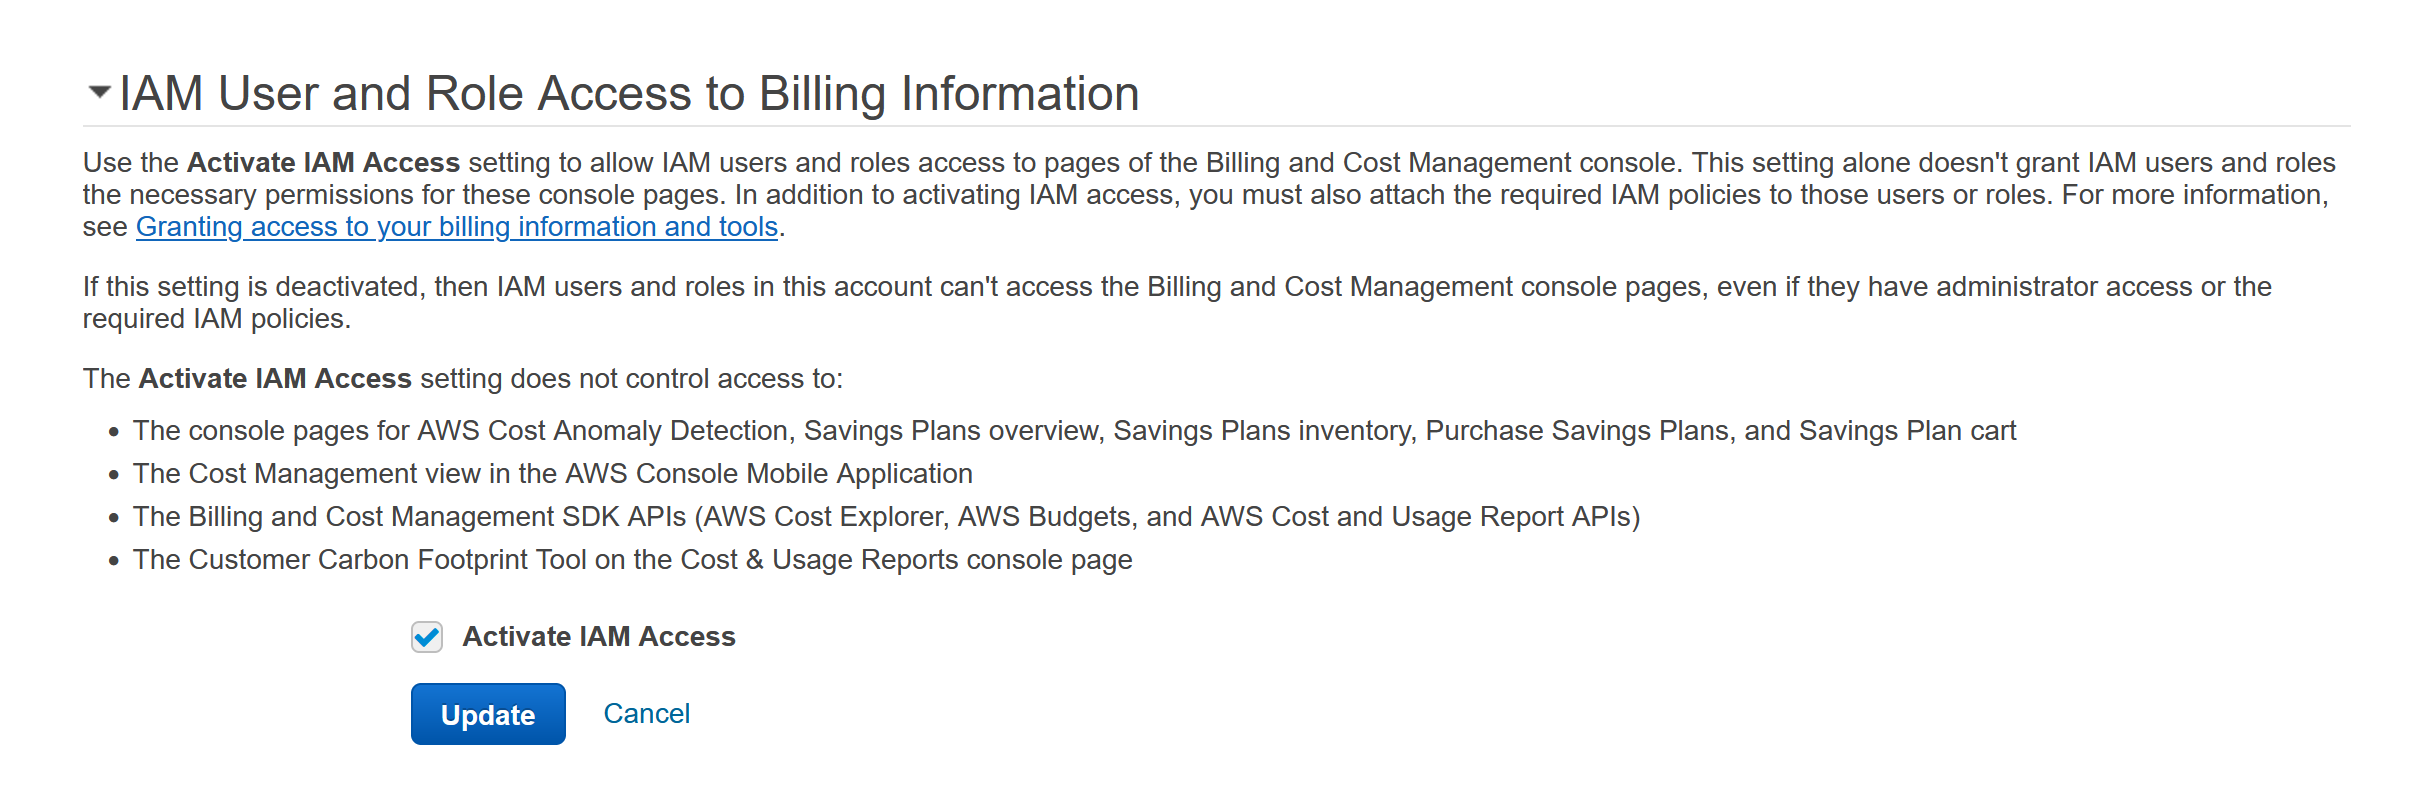 IAM User and Role Access to Billing Information
Use the Activate IAM Access setting to allow IAM users and roles access to pages of the Billing and Cost Management console. This setting alone doesn't grant IAM users and roles
the necessary permissions for these console pages. In addition to activating IAM access, you must also attach the required IAM policies to those users or roles. For more information,
see Granting access to your billing information and tools.
If this setting is deactivated, then IAM users and roles in this account can't access the Billing and Cost Management console pages, even if they have administrator access or the
required IAM policies.
The Activate IAM Access setting does not control access to:
• The console pages for AWS Cost Anomaly Detection, Savings Plans overview, Savings Plans inventory, Purchase Savings Plans, and Savings Plan cart
• The Cost Management view in the AWS Console Mobile Application
• The Billing and Cost Management SDK APIs (AWS Cost Explorer, AWS Budgets, and AWS Cost and Usage Report APIs)
• The Customer Carbon Footprint Tool on the Cost & Usage Reports console page
Activate IAM Access
Update Cancel